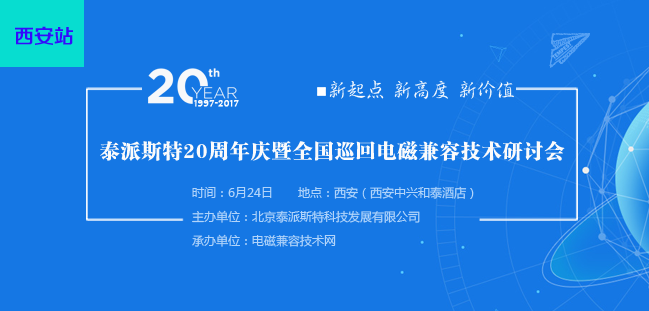 西安站
20th
YEAR
1997-2017
■新起点 新高度 新价值
泰派斯特20周年庆暨全国巡回电磁兼容技术研讨会
时间：6月24日 地点：西安（西安中兴和泰酒店）
主办单位：北京泰派斯特科技发展有限公司
承办单位：电磁兼容技术网